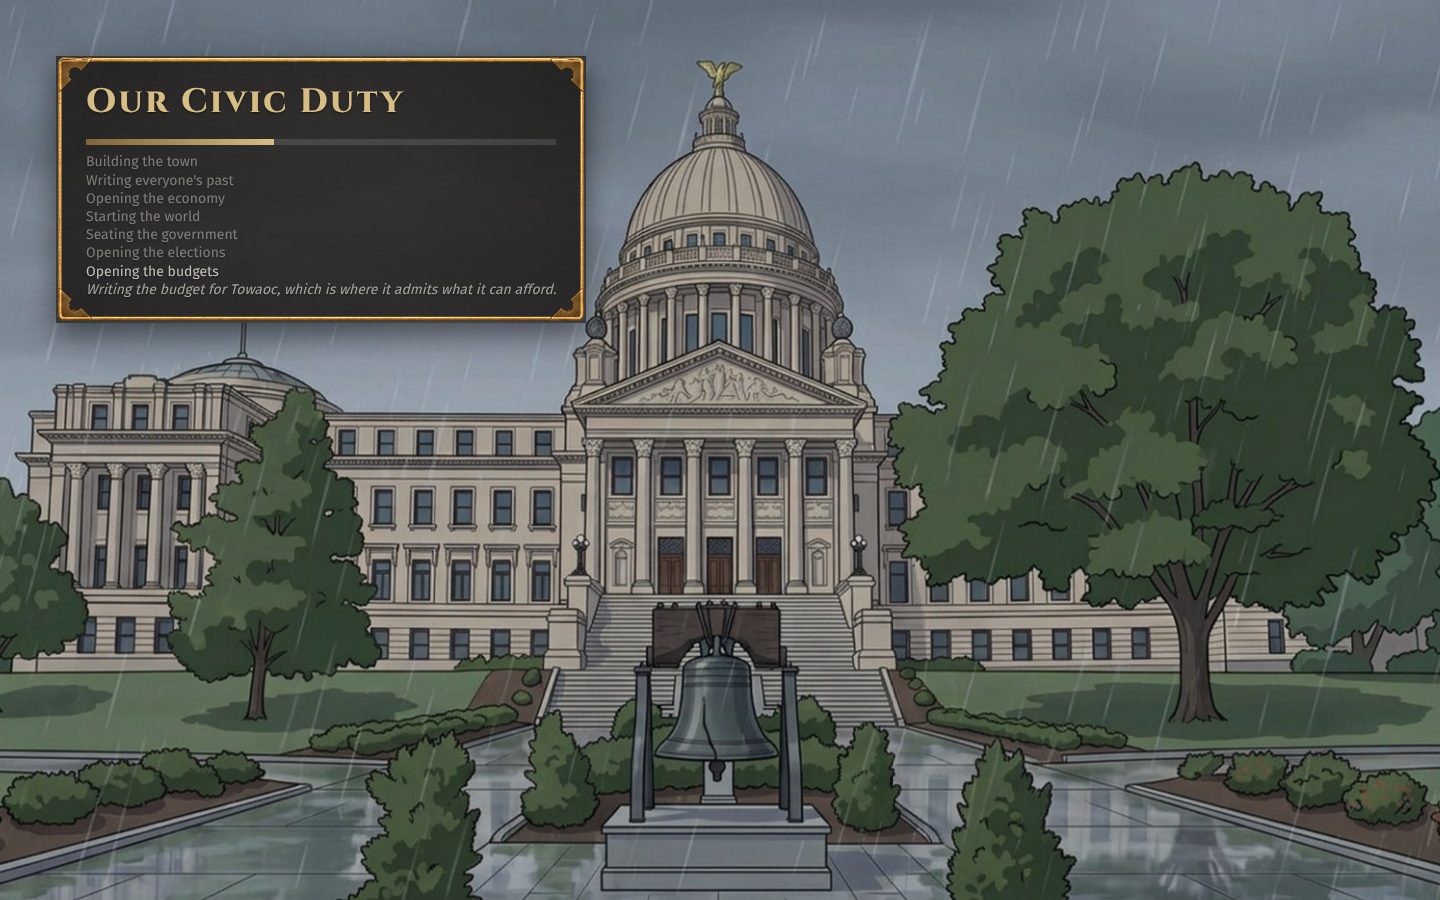 Our Civic Duty
Building the town
Writing everyone's past
Opening the economy
Starting the world
Seating the government
Opening the elections
Opening the budgets
Writing the budget for Towaoc, which is where it admits what it can afford.